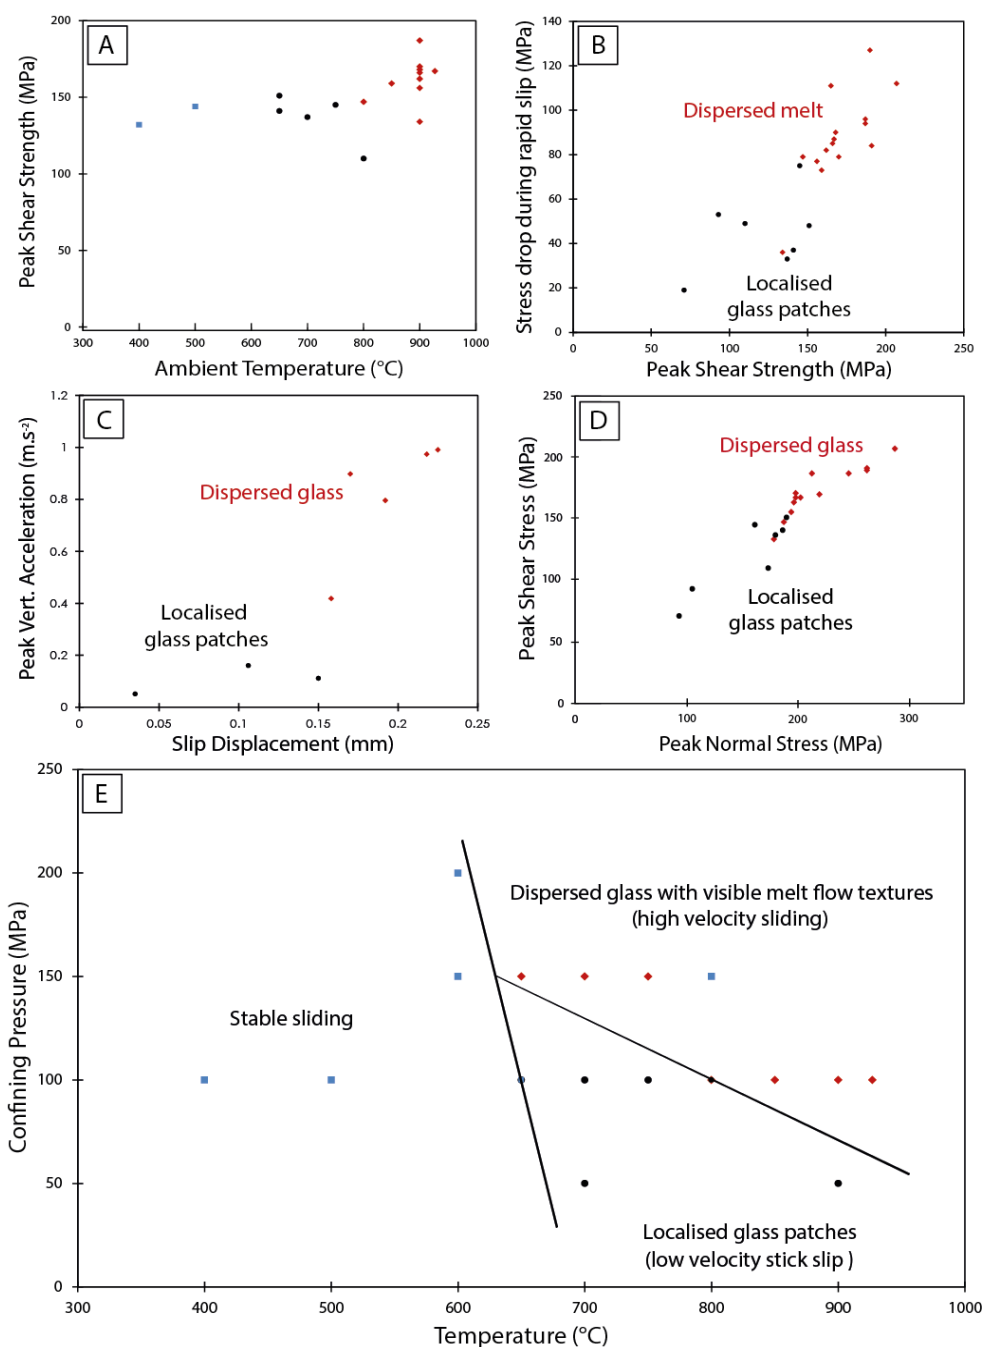 A
Peak Shear Strength (MPa)
200
150
100
50
0
300 400 500 600 700 800 900 1000
Ambient Temperature (°C)
B
Stress drop during rapid slip (MPa)
140
120
100
80
60
40
20
0
Dispersed melt
Localised
glass patches
0 50 100 150 200 250
Peak Shear Strength (MPa)
C
Peak Vert. Acceleration (m.s-²)
1.2
1
0.8
0.6
0.4
0.2
0
Dispersed glass
Localised
glass patches
0 0.05 0.1 0.15 0.2 0.25
Slip Displacement (mm)
D
Peak Shear Stress (MPa)
250
200
150
100
50
0
Dispersed glass
Localised
glass patches
0 100 200 300
Peak Normal Stress (MPa)
E
Confining Pressure (MPa)
250
200
150
100
50
0
Dispersed glass with visible melt flow textures
(high velocity sliding)
Stable sliding
Localised glass patches
(low velocity stick slip )
300 400 500 600 700 800 900 1000
Temperature (°C)